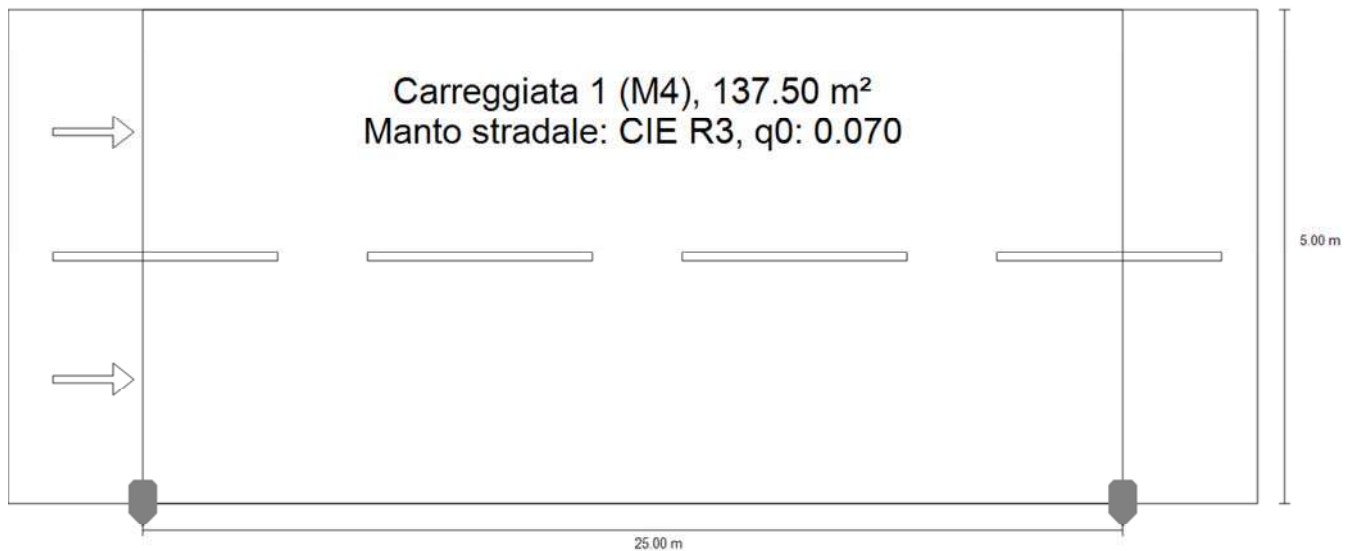 Carreggiata 1 (M4), 137.50 m²
Manto stradale: CIE R3, q0: 0.070
5.00 m
25.00 m